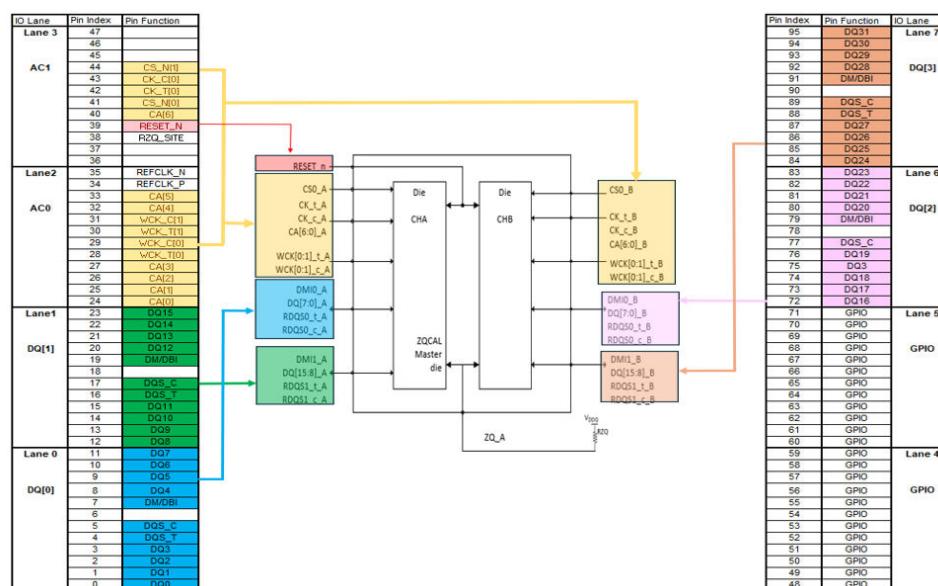 IO Lane Pin Index Pin Function
Lane 3 47
46
45
AC1 44 CS_N[1]
43 CK_C[0]
42 CK_T[0]
41 CS_N[0]
40 CA[6]
39 RESET_N
38 RZQ_SITE
37
36
Lane2 35 REFCLK_N
34 REFCLK_P
33 CA[5]
AC0 32 CA[4]
31 WCK_C[1]
30 WCK_T[1]
29 WCK_C[0]
28 WCK_T[0]
27 CA[3]
26 CA[2]
25 CA[1]
24 CA[0]
Lane1 23 DQ15
22 DQ14
21 DQ13
DQ[1] 20 DQ12
19 DM/DBI
18
17 DQS_C
16 DQS_T
15 DQ11
14 DQ10
13 DQ9
12 DQ8
Lane 0 11 DQ7
10 DQ6
9 DQ5
DQ[0] 8 DQ4
7 DM/DBI
6
5 DQS_C
4 DQS_T
3 DQ3
2 DQ2
1 DQ1
0 DQ0
RESET_n
CS0_A
CK_t_A
CK_c_A
CA[6:0]_A
WCK[0:1]_t_A
WCK[0:1]_c_A
DMI0_A
DQ[7:0]_A
RDQS0_t_A
RDQS0_c_A
DMI1_A
DQ[15:8]_A
RDQS1_t_A
RDQS1_c_A
Die
CHA
ZQCAL
Master
die
Die
CHB
CS0_B
CK_t_B
CK_c_B
CA[6:0]_B
WCK[0:1]_t_B
WCK[0:1]_c_B
DMI0_B
DQ[7:0]_B
RDQS0_t_B
RDQS0_c_B
DMI1_B
DQ[15:8]_B
RDQS1_t_B
RDQS1_c_B
VDDQ
RZQ
ZQ_A
Pin Index Pin Function IO Lane
95 DQ31 Lane 7
94 DQ30
93 DQ29
92 DQ28 DQ[3]
91 DM/DBI
90
89 DQS_C
88 DQS_T
87 DQ27
86 DQ26
85 DQ25
84 DQ24
83 DQ23 Lane 6
82 DQ22
81 DQ21
80 DQ20 DQ[2]
79 DM/DBI
78
77 DQS_C
76 DQ19
75 DQ3
74 DQ18
73 DQ17
72 DQ16
71 GPIO Lane 5
70 GPIO
69 GPIO
68 GPIO GPIO
67 GPIO
66 GPIO
65 GPIO
64 GPIO
63 GPIO
62 GPIO
61 GPIO
60 GPIO
59 GPIO Lane 4
58 GPIO
57 GPIO
56 GPIO GPIO
55 GPIO
54 GPIO
53 GPIO
52 GPIO
51 GPIO
50 GPIO
49 GPIO
48 GPIO